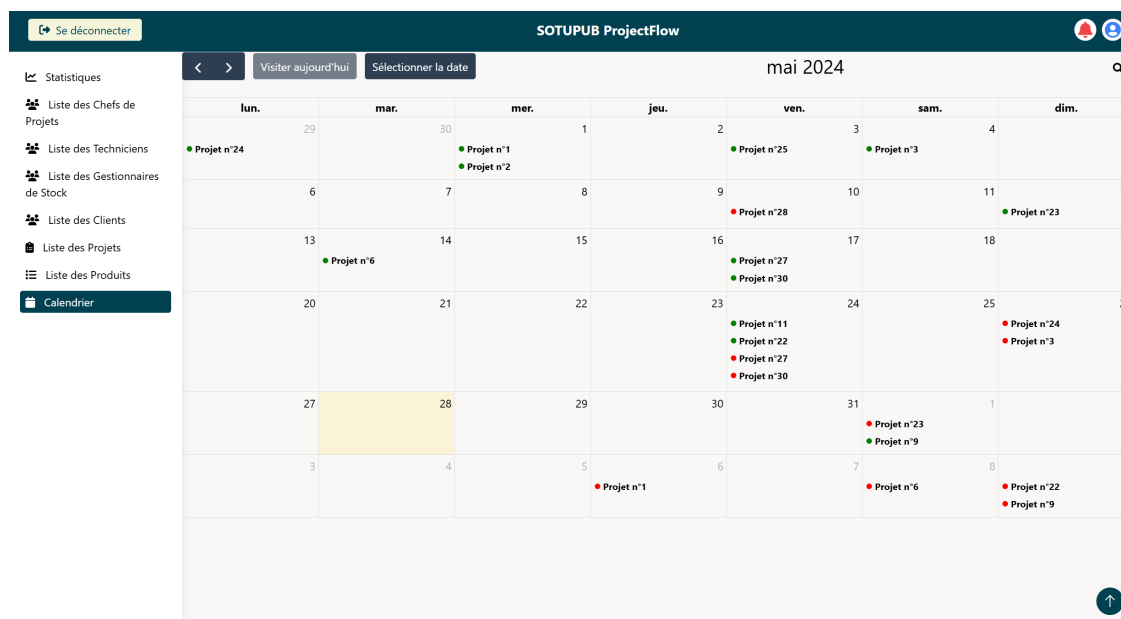 Se déconnecter
SOTUPUB ProjectFlow
Statistiques
Liste des Chefs de
Projets
Liste des Techniciens
Liste des Gestionnaires
de Stock
Liste des Clients
Liste des Projets
Liste des Produits
Calendrier
Visiter aujourd'hui
Sélectionner la date
mai 2024
lun. mar. mer. jeu. ven. sam. dim.
29 30 1 2 3 4
Projet n°24 Projet n°1 Projet n°25 Projet n°3
Projet n°2
6 7 8 9 10 11
Projet n°28 Projet n°23
13 14 15 16 17 18
Projet n°6 Projet n°27
Projet n°30
20 21 22 23 24 25
Projet n°11 Projet n°24
Projet n°22 Projet n°3
Projet n°27
Projet n°30
27 28 29 30 31 1
Projet n°23
Projet n°9
3 4 5 6 7 8
Projet n°1 Projet n°6 Projet n°22
Projet n°9